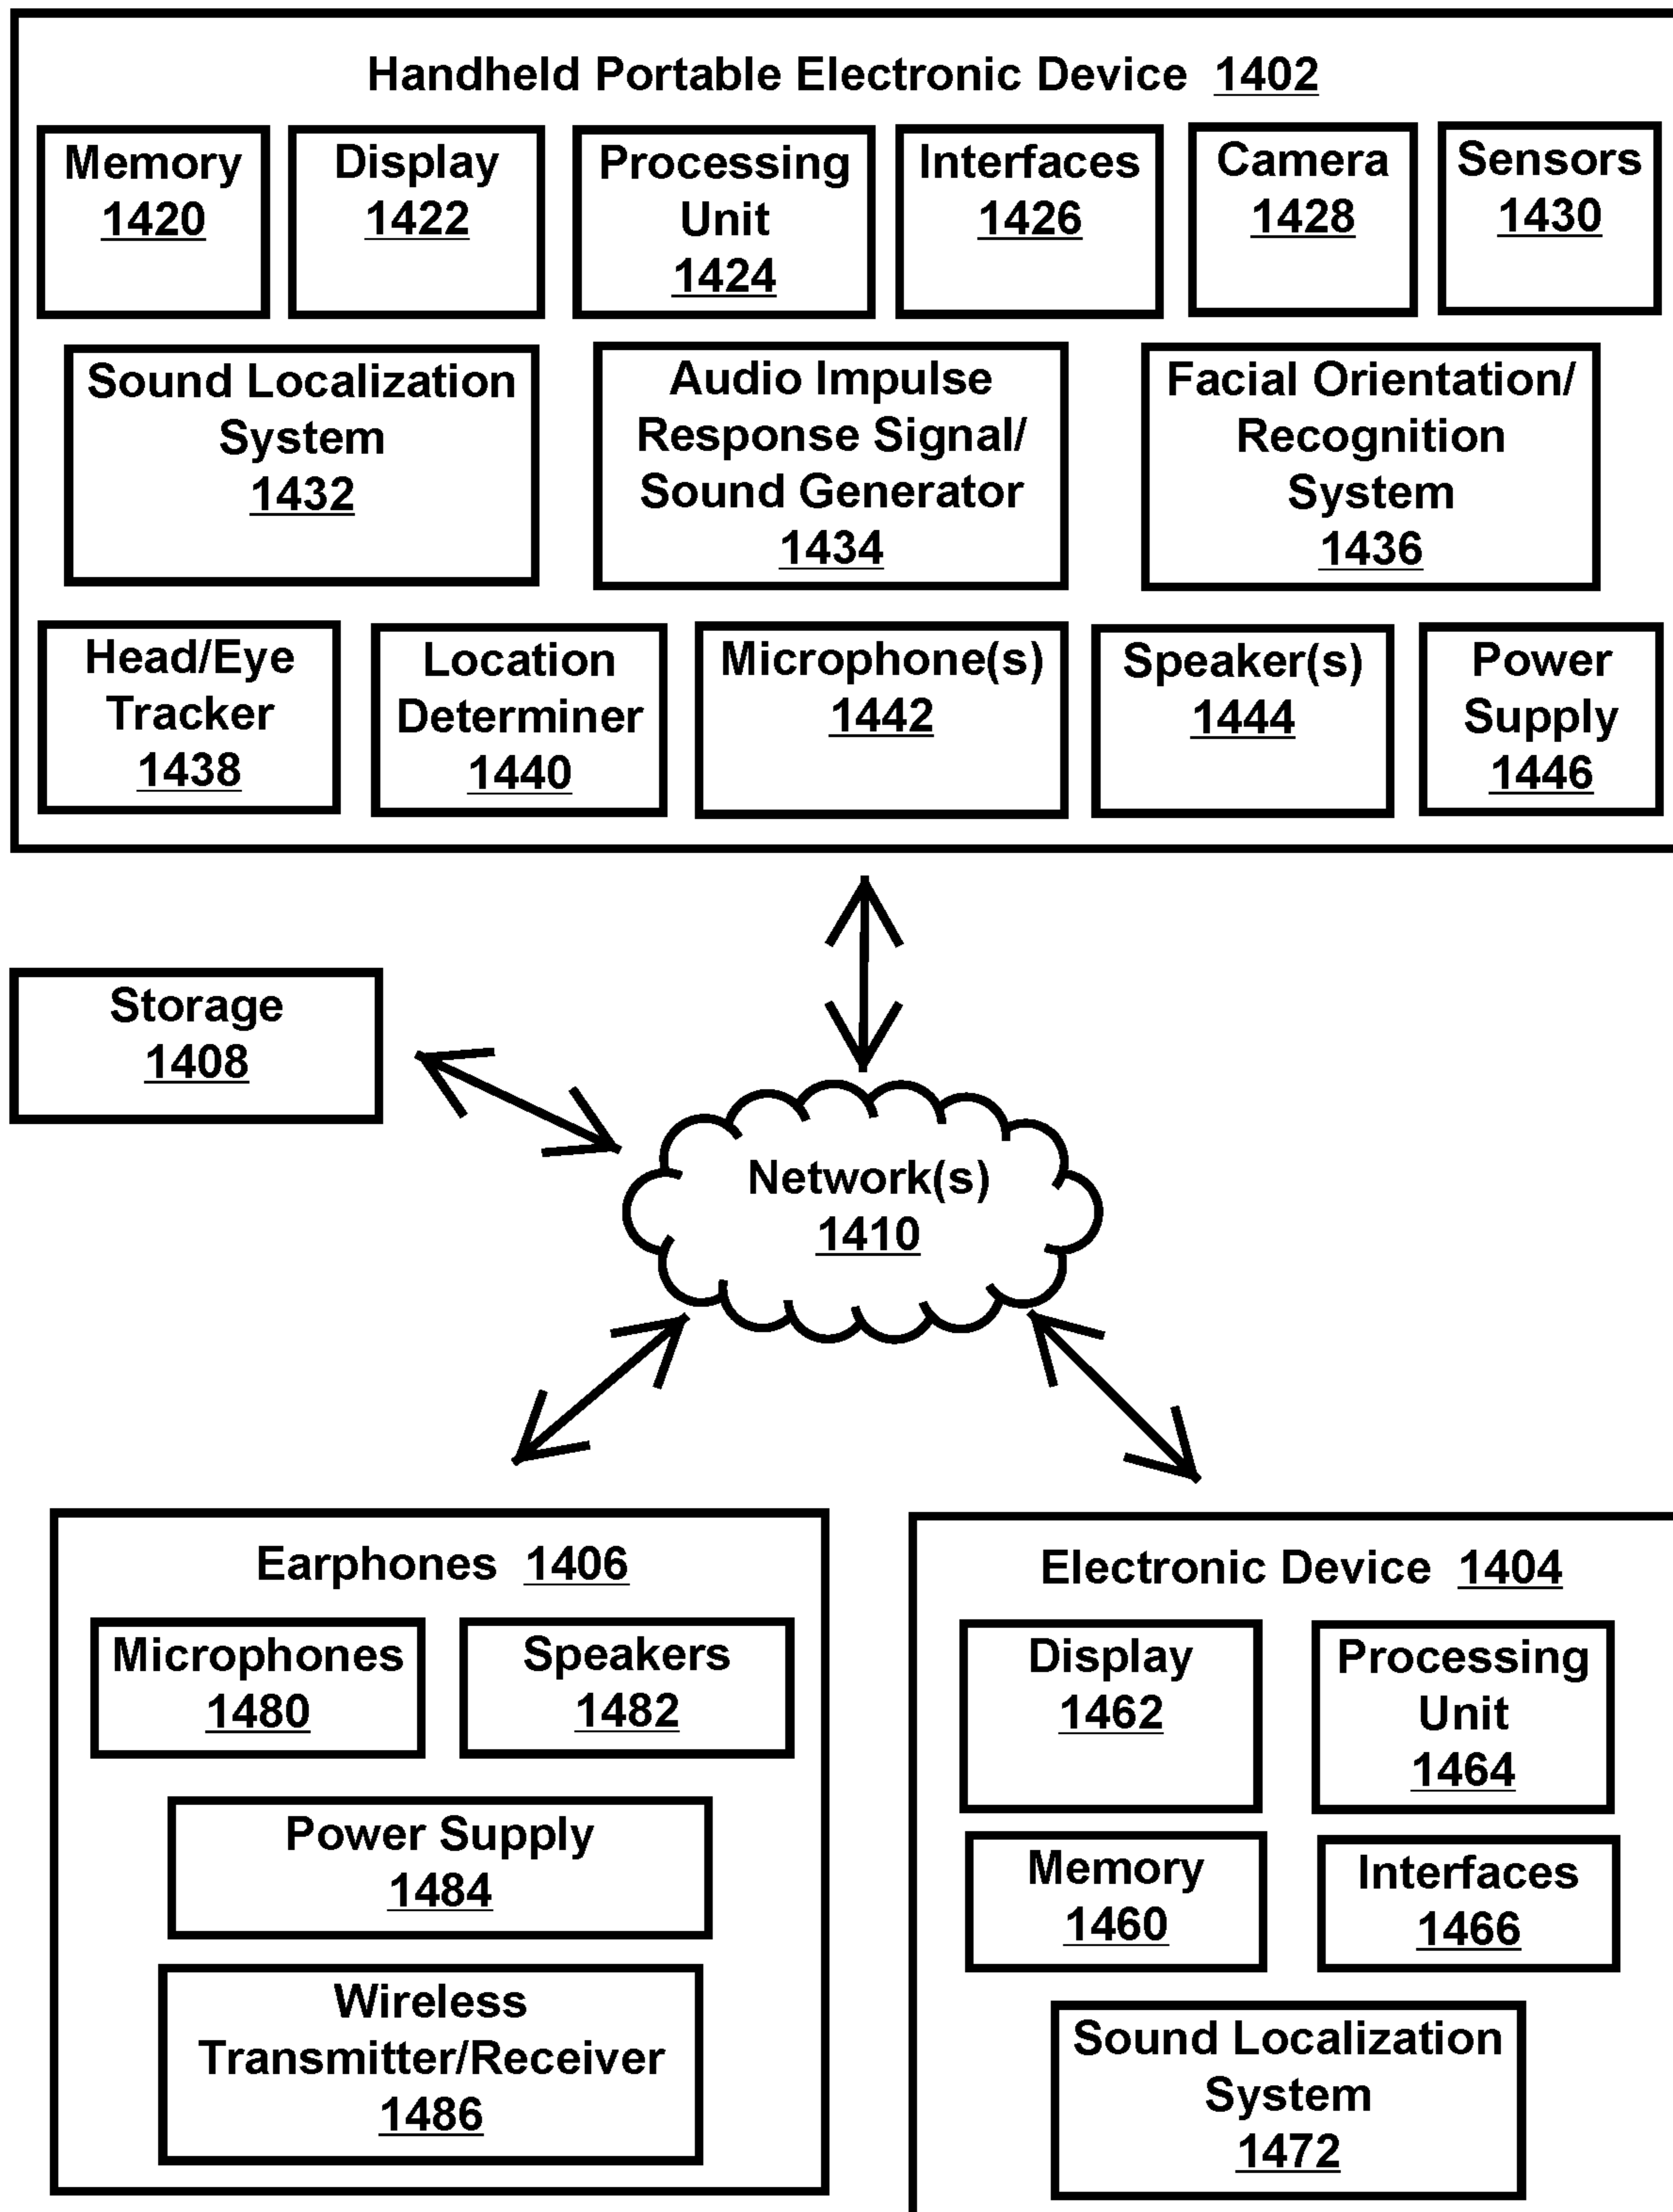 Handheld Portable Electronic Device 1402
Memory
1420
Display
1422
Processing
Unit
1424
Interfaces
1426
Camera
1428
Sensors
1430
Sound Localization
System
1432
Audio Impulse
Response Signal/
Sound Generator
1434
Facial Orientation/
Recognition
System
1436
Head/Eye
Tracker
1438
Location
Determiner
1440
Microphone(s)
1442
Speaker(s)
1444
Power
Supply
1446
Storage
1408
Network(s)
1410
Earphones 1406
Microphones
1480
Speakers
1482
Power Supply
1484
Wireless
Transmitter/Receiver
1486
Electronic Device 1404
Display
1462
Processing
Unit
1464
Memory
1460
Interfaces
1466
Sound Localization
System
1472